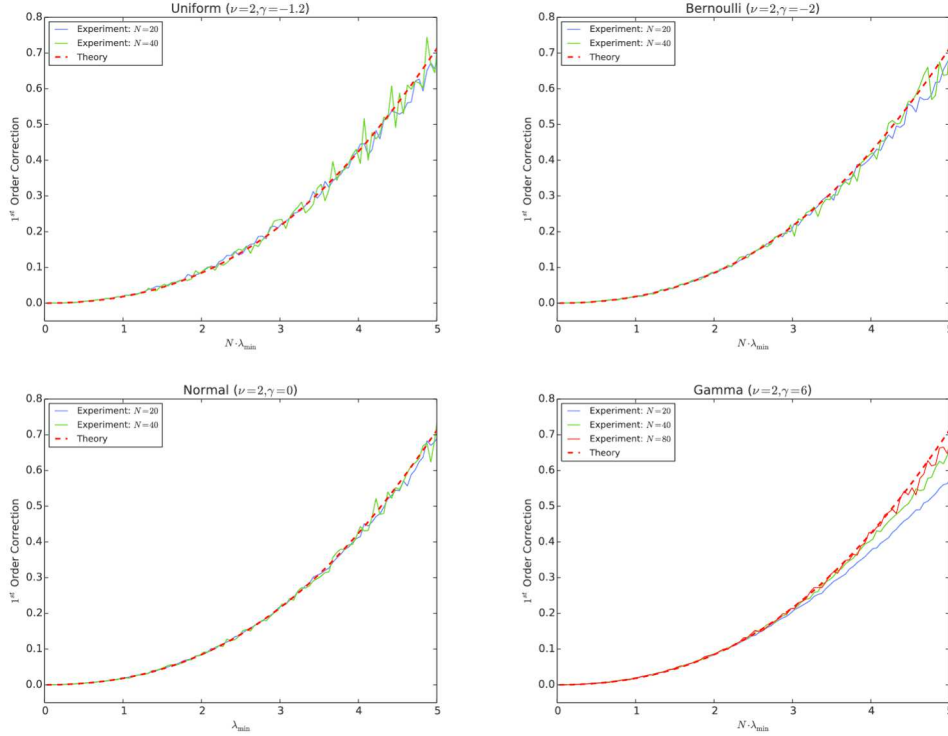 Uniform (ν=2,γ=−1.2)
Experiment: N=20
Experiment: N=40
Theory
1st Order Correction
0.8
0.7
0.6
0.5
0.4
0.3
0.2
0.1
0.0
0 1 2 3 4 5
N·λmin
Bernoulli (ν=2,γ=−2)
Experiment: N=20
Experiment: N=40
Theory
1st Order Correction
0.8
0.7
0.6
0.5
0.4
0.3
0.2
0.1
0.0
0 1 2 3 4 5
N·λmin
Normal (ν=2,γ=0)
Experiment: N=20
Experiment: N=40
Theory
1st Order Correction
0.8
0.7
0.6
0.5
0.4
0.3
0.2
0.1
0.0
0 1 2 3 4 5
λmin
Gamma (ν=2,γ=6)
Experiment: N=20
Experiment: N=40
Experiment: N=80
Theory
1st Order Correction
0.8
0.7
0.6
0.5
0.4
0.3
0.2
0.1
0.0
0 1 2 3 4 5
N·λmin